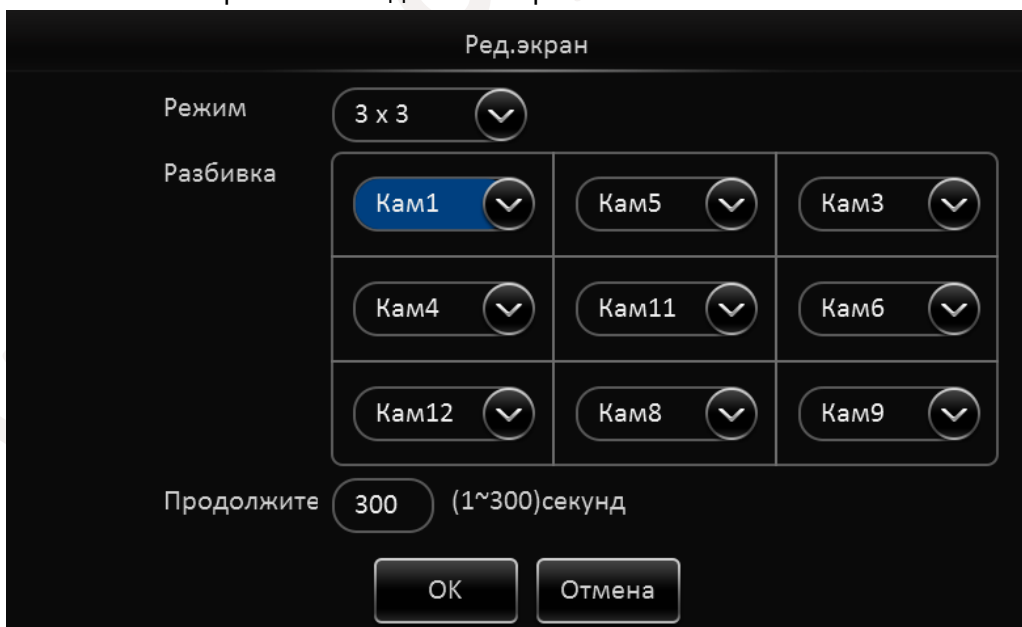 Ред.экран
Режим 3 x 3
Разбивка
Кам1 Кам5 Кам3
Кам4 Кам11 Кам6
Кам12 Кам8 Кам9
Продолжите 300 (1~300)секунд
OK Отмена